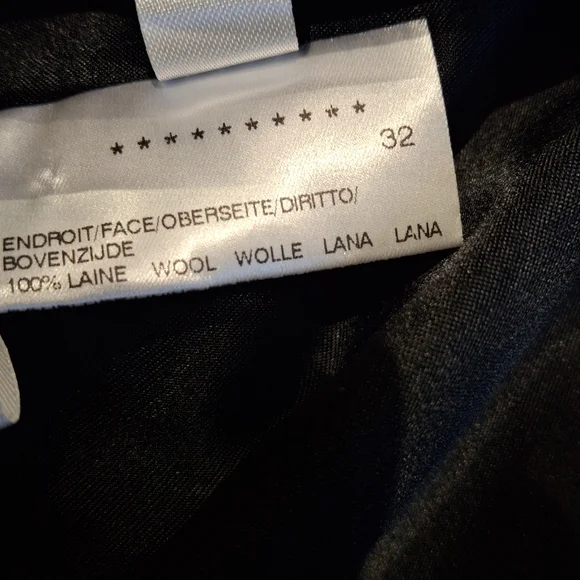 * * * * * * * * * *
32
ENDROIT/FACE/OBERSEITE/DIRITTO/
BOVENZIJDE
100% LAINE WOOL WOLLE LANA LANA